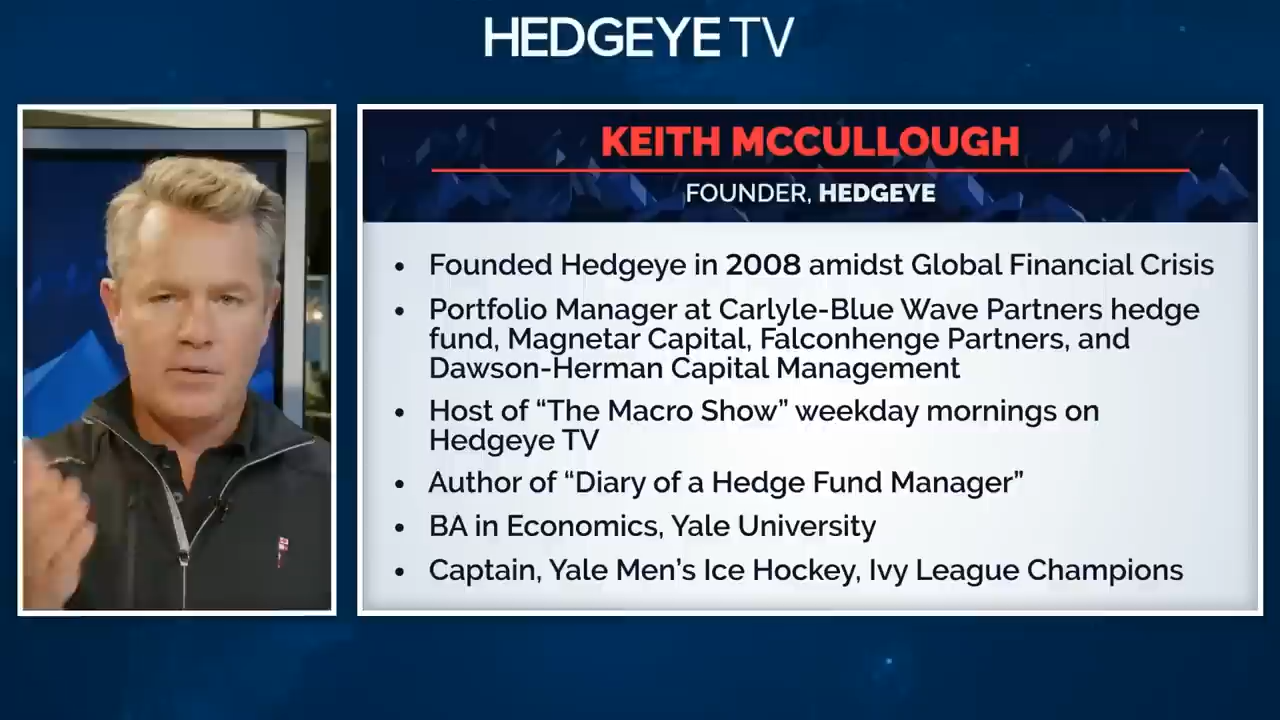 HEDGEYE TV
KEITH MCCULLOUGH
FOUNDER, HEDGEYE
• Founded Hedgeye in 2008 amidst Global Financial Crisis
• Portfolio Manager at Carlyle-Blue Wave Partners hedge
fund, Magnetar Capital, Falconhenge Partners, and
Dawson-Herman Capital Management
• Host of “The Macro Show” weekday mornings on
Hedgeye TV
• Author of “Diary of a Hedge Fund Manager”
• BA in Economics, Yale University
• Captain, Yale Men’s Ice Hockey, Ivy League Champions